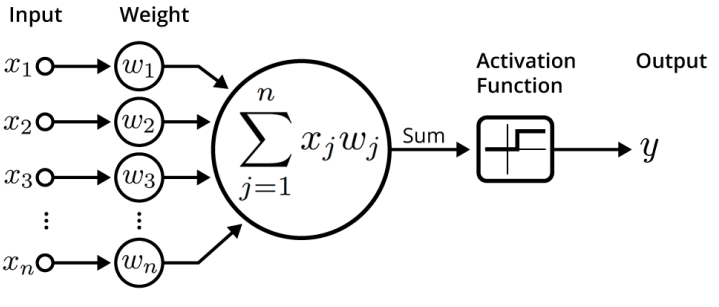 Input
Weight
Activation
Function
Output
x₁
w₁
x₂
w₂
x₃
w₃
⋮
⋮
xₙ
wₙ
n
∑ xⱼwⱼ
j=1
Sum
y